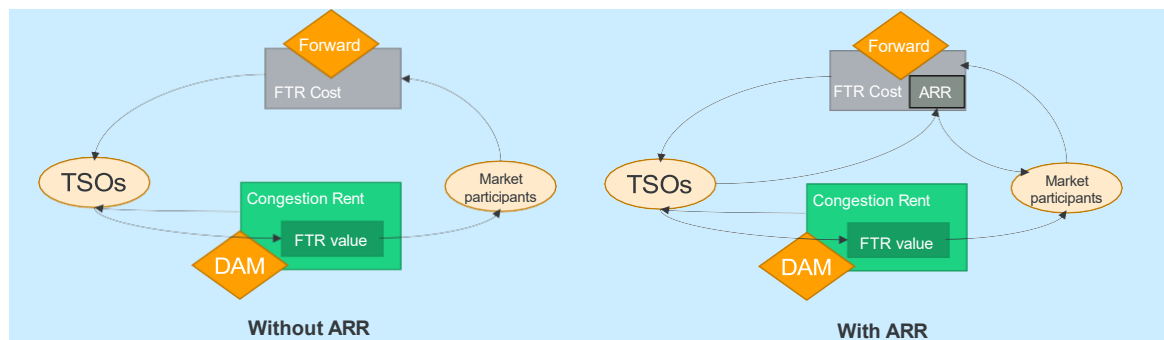 Forward
FTR Cost
TSOs
Market
participants
Congestion Rent
FTR value
DAM
Without ARR
Forward
FTR Cost
ARR
TSOs
Market
participants
Congestion Rent
FTR value
DAM
With ARR